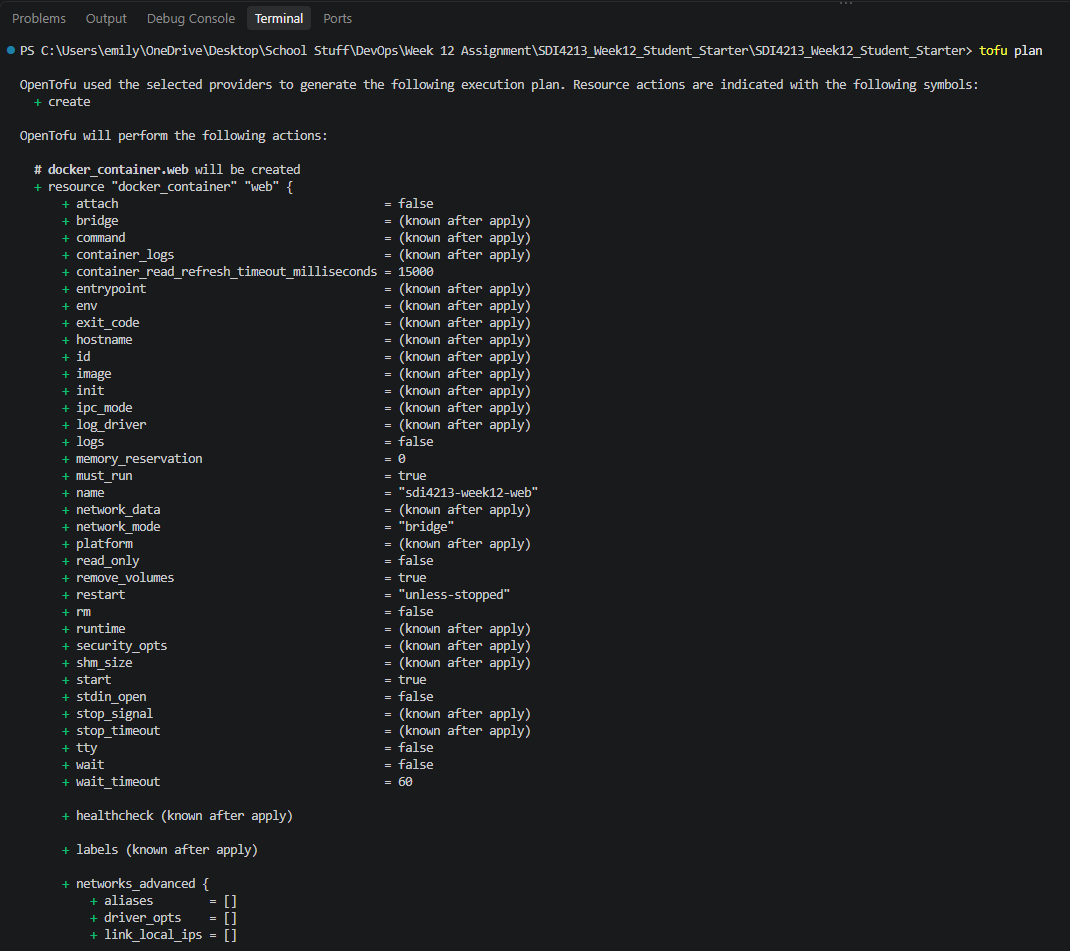 Problems Output Debug Console Terminal Ports
PS C:\Users\emily\OneDrive\Desktop\School Stuff\DevOps\Week 12 Assignment\SDI4213_Week12_Student_Starter\SDI4213_Week12_Student_Starter> tofu plan
OpenTofu used the selected providers to generate the following execution plan. Resource actions are indicated with the following symbols:
+ create
OpenTofu will perform the following actions:
# docker_container.web will be created
+ resource "docker_container" "web" {
+ attach = false
+ bridge = (known after apply)
+ command = (known after apply)
+ container_logs = (known after apply)
+ container_read_refresh_timeout_milliseconds = 15000
+ entrypoint = (known after apply)
+ env = (known after apply)
+ exit_code = (known after apply)
+ hostname = (known after apply)
+ id = (known after apply)
+ image = (known after apply)
+ init = (known after apply)
+ ipc_mode = (known after apply)
+ log_driver = (known after apply)
+ logs = false
+ memory_reservation = 0
+ must_run = true
+ name = "sdi4213-week12-web"
+ network_data = (known after apply)
+ network_mode = "bridge"
+ platform = (known after apply)
+ read_only = false
+ remove_volumes = true
+ restart = "unless-stopped"
+ rm = false
+ runtime = (known after apply)
+ security_opts = (known after apply)
+ shm_size = (known after apply)
+ start = true
+ stdin_open = false
+ stop_signal = (known after apply)
+ stop_timeout = (known after apply)
+ tty = false
+ wait = false
+ wait_timeout = 60
+ healthcheck (known after apply)
+ labels (known after apply)
+ networks_advanced {
+ aliases = []
+ driver_opts = []
+ link_local_ips = []